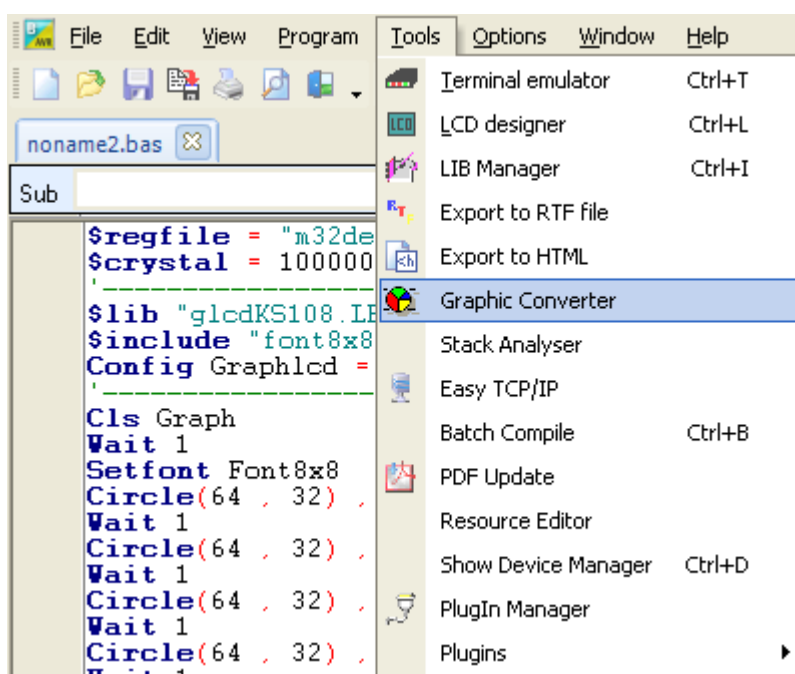 File Edit View Program Tools Options Window Help
noname2.bas
Sub
$regfile = "m32de
$crystal = 100000
'
$lib "glcdKS108.L
$include "font8x8
Config Graphlcd =
'
Cls Graph
Wait 1
Setfont Font8x8
Circle(64 , 32) ,
Wait 1
Circle(64 , 32) ,
Wait 1
Circle(64 , 32) ,
Wait 1
Circle(64 , 32) ,
Wait 1
Terminal emulator Ctrl+T
LCD designer Ctrl+L
LIB Manager Ctrl+I
Export to RTF file
Export to HTML
Graphic Converter
Stack Analyser
Easy TCP/IP
Batch Compile Ctrl+B
PDF Update
Resource Editor
Show Device Manager Ctrl+D
PlugIn Manager
Plugins